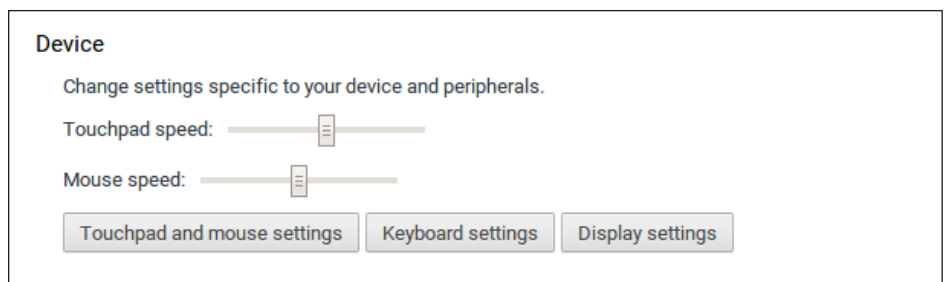 Device
Change settings specific to your device and peripherals.
Touchpad speed:
Mouse speed:
Touchpad and mouse settings Keyboard settings Display settings